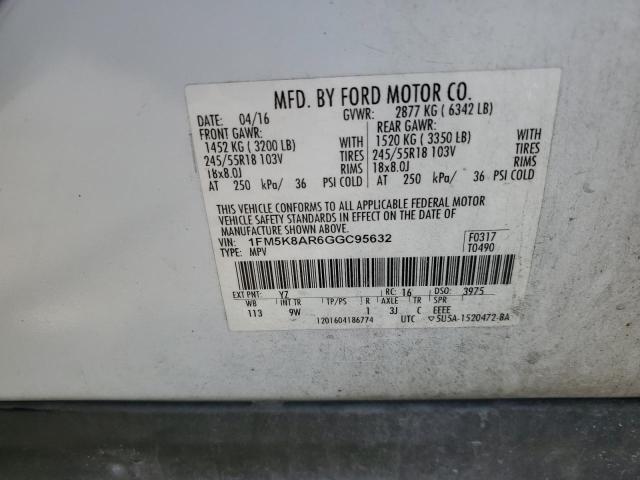 MFD. BY FORD MOTOR CO.
DATE: 04/16 GVWR: 2877 KG ( 6342 LB)
FRONT GAWR: REAR GAWR:
1452 KG ( 3200 LB) WITH 1520 KG ( 3350 LB) WITH
245/55R18 103V TIRES 245/55R18 103V TIRES
18x8.0J RIMS 18x8.0J RIMS
AT 250 kPa/ 36 PSI COLD AT 250 kPa/ 36 PSI COLD
THIS VEHICLE CONFORMS TO ALL APPLICABLE FEDERAL MOTOR
VEHICLE SAFETY STANDARDS IN EFFECT ON THE DATE OF
MANUFACTURE SHOWN ABOVE.
VIN: 1FM5K8AR6GGC95632 F0317
TYPE: MPV T0490
EXT PNT: YZ RC: 16 DSO: 3975
WB INT TR TP/PS R AXLE TR SPR
113 9W 1 3J C EEEE
1201604186774 UTC ▽5U5A-1520472-BA